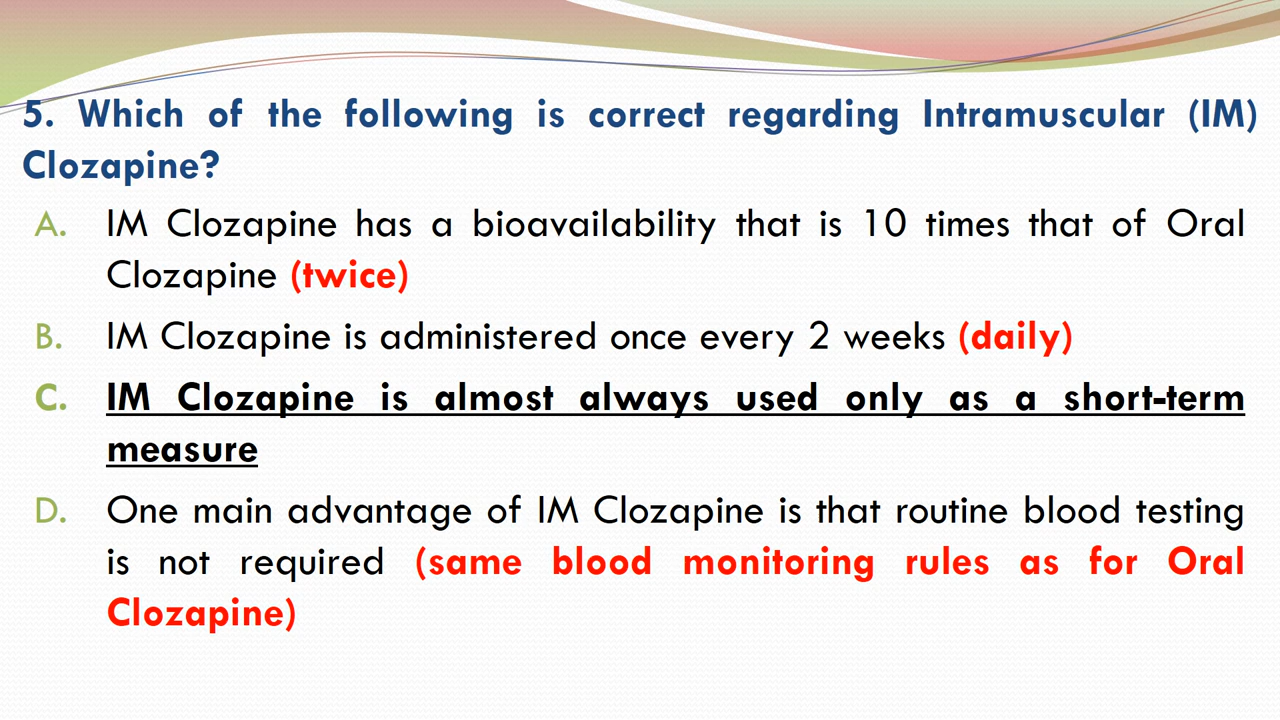 5. Which of the following is correct regarding Intramuscular (IM)
Clozapine?
A. IM Clozapine has a bioavailability that is 10 times that of Oral
Clozapine (twice)
B. IM Clozapine is administered once every 2 weeks (daily)
C. IM Clozapine is almost always used only as a short-term
measure
D. One main advantage of IM Clozapine is that routine blood testing
is not required (same blood monitoring rules as for Oral
Clozapine)